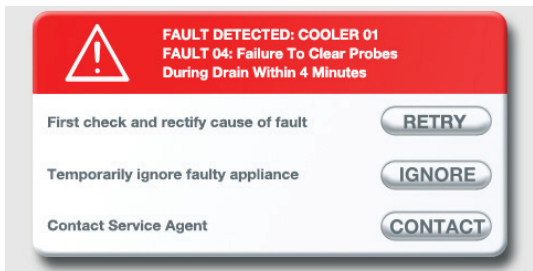 FAULT DETECTED: COOLER 01
FAULT 04: Failure To Clear Probes
During Drain Within 4 Minutes
First check and rectify cause of fault RETRY
Temporarily ignore faulty appliance IGNORE
Contact Service Agent CONTACT